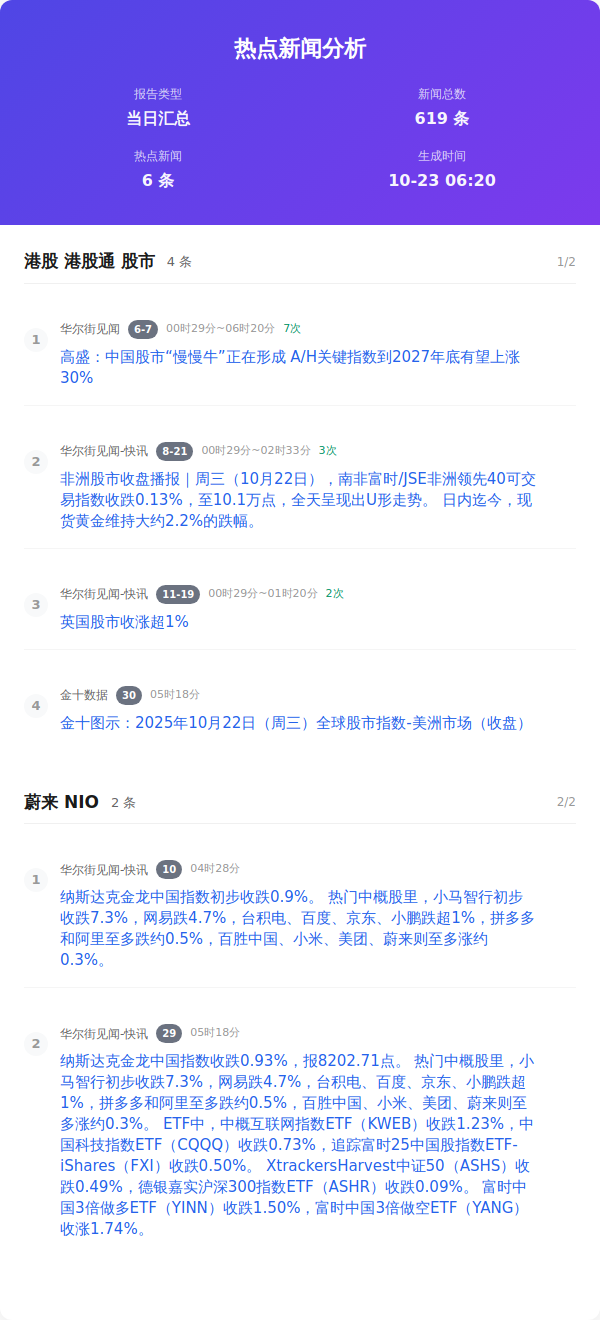 热点新闻分析
报告类型
当日汇总
新闻总数
619 条
热点新闻
6 条
生成时间
10-23 06:20
港股 港股通 股市 4 条 1/2
1
华尔街见闻 6-7 00时29分~06时20分 7次
高盛：中国股市“慢慢牛”正在形成 A/H关键指数到2027年底有望上涨
30%
2
华尔街见闻-快讯 8-21 00时29分~02时33分 3次
非洲股市收盘播报｜周三（10月22日），南非富时/JSE非洲领先40可交
易指数收跌0.13%，至10.1万点，全天呈现出U形走势。 日内迄今，现
货黄金维持大约2.2%的跌幅。
3
华尔街见闻-快讯 11-19 00时29分~01时20分 2次
英国股市收涨超1%
4
金十数据 30 05时18分
金十图示：2025年10月22日（周三）全球股市指数-美洲市场（收盘）
蔚来 NIO 2 条 2/2
1
华尔街见闻-快讯 10 04时28分
纳斯达克金龙中国指数初步收跌0.9%。 热门中概股里，小马智行初步
收跌7.3%，网易跌4.7%，台积电、百度、京东、小鹏跌超1%，拼多多
和阿里至多跌约0.5%，百胜中国、小米、美团、蔚来则至多涨约
0.3%。
2
华尔街见闻-快讯 29 05时18分
纳斯达克金龙中国指数收跌0.93%，报8202.71点。 热门中概股里，小
马智行初步收跌7.3%，网易跌4.7%，台积电、百度、京东、小鹏跌超
1%，拼多多和阿里至多跌约0.5%，百胜中国、小米、美团、蔚来则至
多涨约0.3%。 ETF中，中概互联网指数ETF（KWEB）收跌1.23%，中
国科技指数ETF（CQQQ）收跌0.73%，追踪富时25中国股指数ETF-
iShares（FXI）收跌0.50%。 XtrackersHarvest中证50（ASHS）收
跌0.49%，德银嘉实沪深300指数ETF（ASHR）收跌0.09%。 富时中
国3倍做多ETF（YINN）收跌1.50%，富时中国3倍做空ETF（YANG）
收涨1.74%。